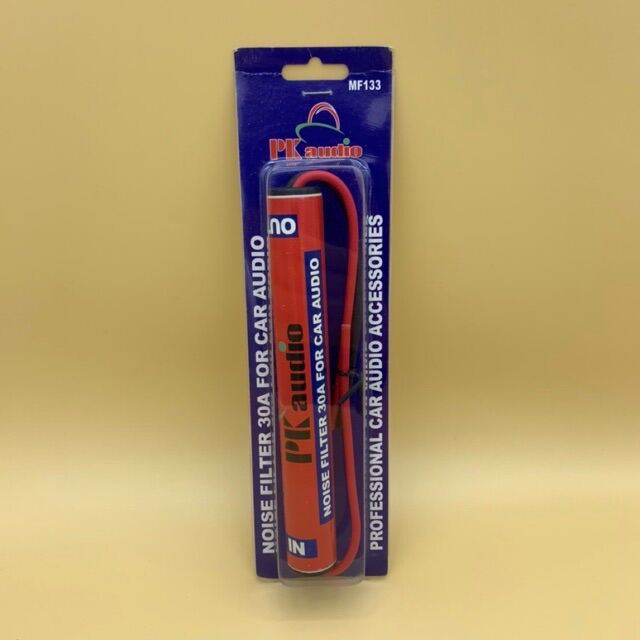 MF133
PK audio
NOISE FILTER 30A FOR CAR AUDIO
OU
PK audio
NOISE FILTER 30A FOR CAR AUDIO
IN
PROFESSIONAL CAR AUDIO ACCESSORIES